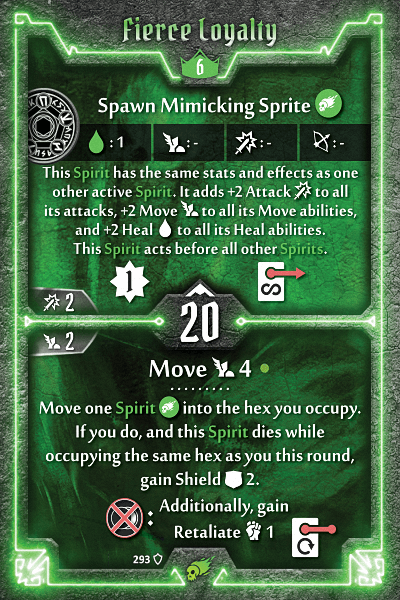 Fierce Loyalty
6
Spawn Mimicking Sprite
: 1 : - : - : -
This Spirit has the same stats and effects as one
other active Spirit. It adds +2 Attack to all
its attacks, +2 Move to all its Move abilities,
and +2 Heal to all its Heal abilities.
This Spirit acts before all other Spirits.
1
2
20
2
Move 4
Move one Spirit into the hex you occupy.
If you do, and this Spirit dies while
occupying the same hex as you this round,
gain Shield 2.
: Additionally, gain
Retaliate 1
293